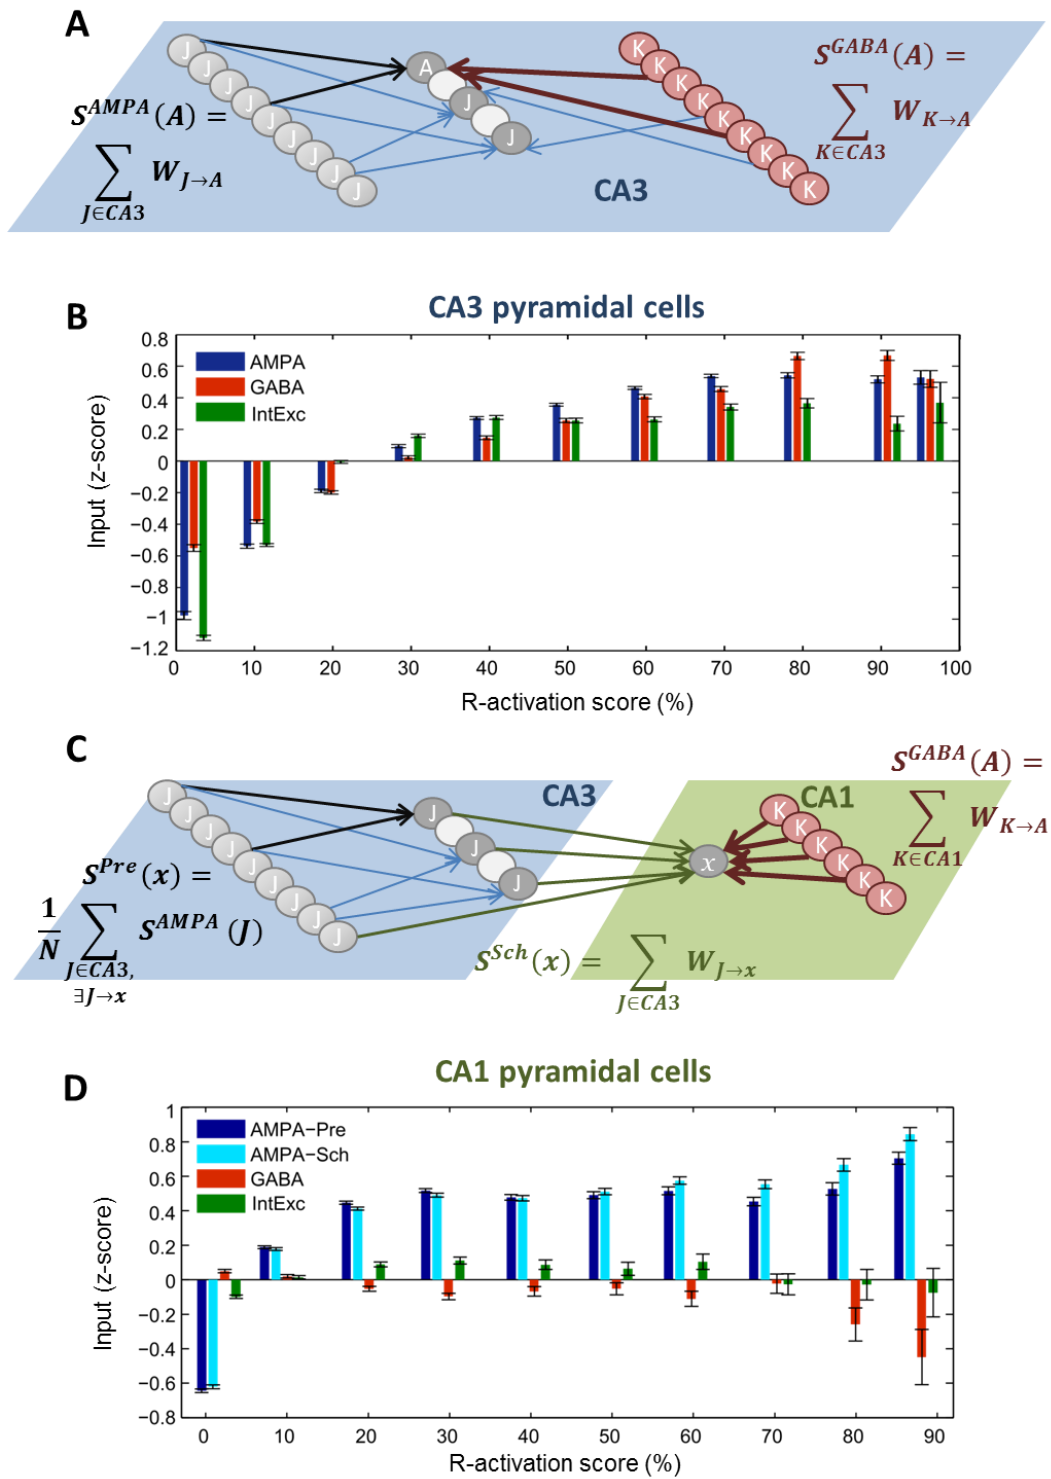 A
J J J J J J J J J
A J J
K K K K K K K K
S^AMPA(A) =
∑ W_J→A
J∈CA3
S^GABA(A) =
∑ W_K→A
K∈CA3
CA3
B
CA3 pyramidal cells
AMPA
GABA
IntExc
Input (z-score)
0.8
0.6
0.4
0.2
0
−0.2
−0.4
−0.6
−0.8
−1
−1.2
0 10 20 30 40 50 60 70 80 90 100
R-activation score (%)
C
CA3
CA1
J J J J J J J J J
J J J
x
K K K K K K
S^GABA(A) =
∑ W_K→A
K∈CA1
S^Pre(x) =
1/N ∑ S^AMPA(J)
J∈CA3,
∃J→x
S^Sch(x) = ∑ W_J→x
J∈CA3
D
CA1 pyramidal cells
AMPA−Pre
AMPA−Sch
GABA
IntExc
Input (z-score)
1
0.8
0.6
0.4
0.2
0
−0.2
−0.4
−0.6
−0.8
0 10 20 30 40 50 60 70 80 90
R-activation score (%)